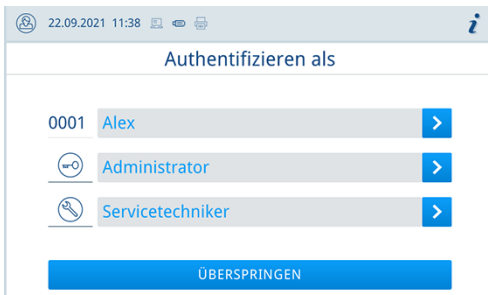 22.09.2021 11:38
i
Authentifizieren als
0001 Alex
Administrator
Servicetechniker
ÜBERSPRINGEN